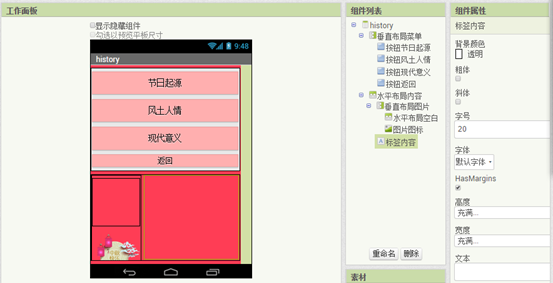 工作面板
显示隐藏组件
勾选以预览平板尺寸
9:48
history
节日起源
风土人情
现代意义
返回
组件列表
history
垂直布局菜单
按钮节日起源
按钮风土人情
按钮现代意义
按钮返回
水平布局内容
垂直布局图片
水平布局空白
图片图标
标签内容
重命名 删除
素材
组件属性
标签内容
背景颜色
透明
粗体
斜体
字号
20
字体
默认字体
HasMargins
高度
充满...
宽度
充满...
文本